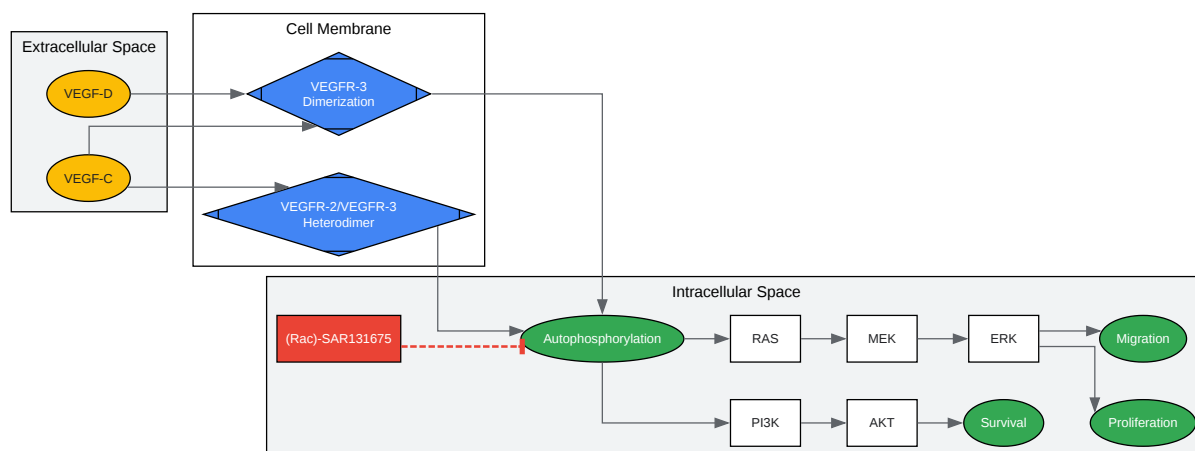 Extracellular Space
VEGF-D
VEGF-C
Cell Membrane
VEGFR-3
Dimerization
VEGFR-2/VEGFR-3
Heterodimer
Intracellular Space
(Rac)-SAR131675
Autophosphorylation
RAS
MEK
ERK
Migration
PI3K
AKT
Survival
Proliferation